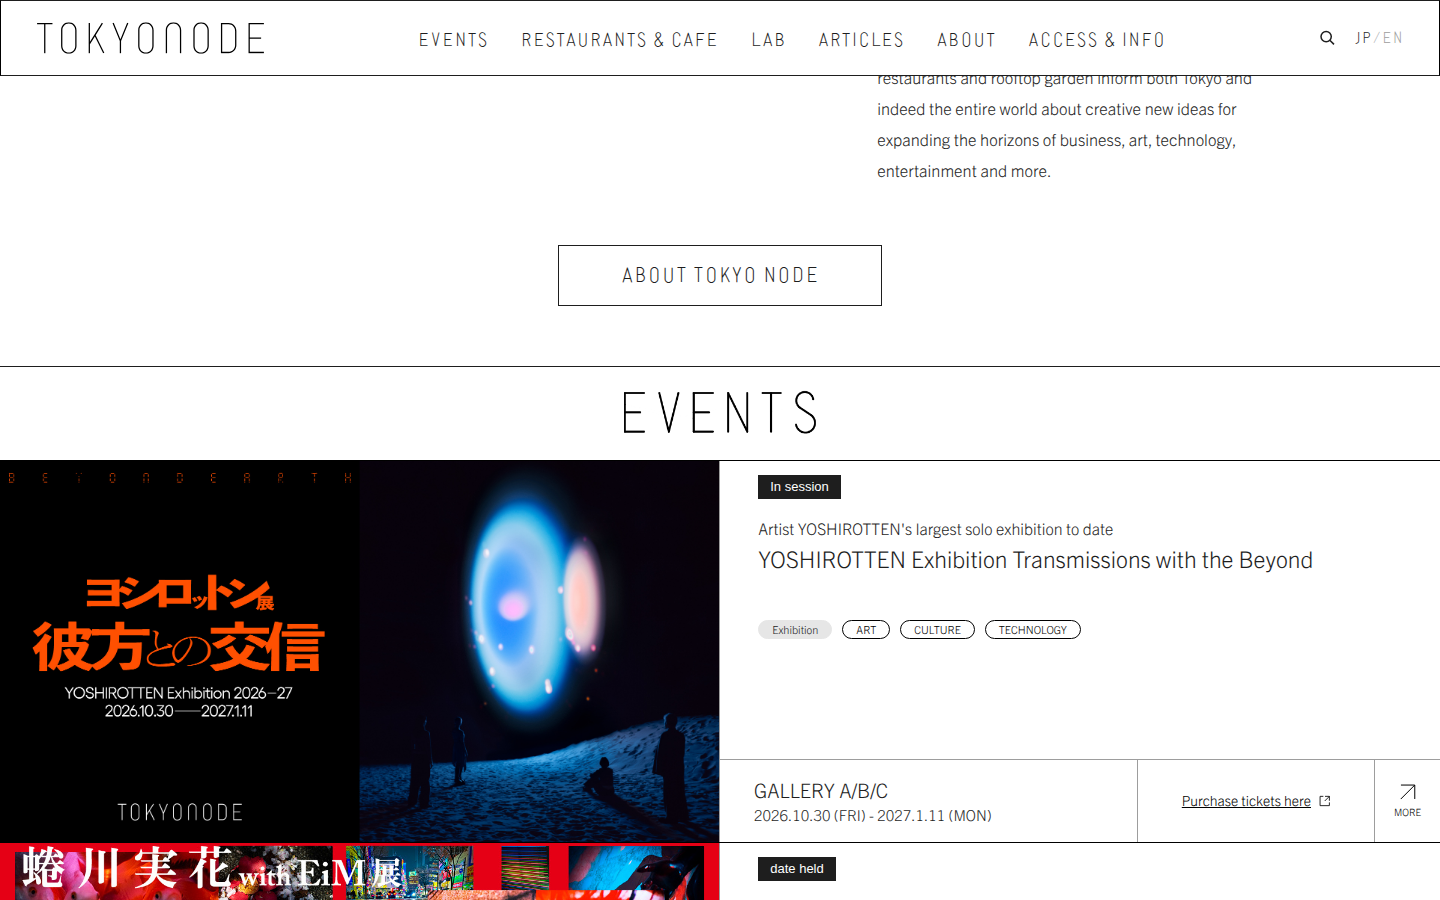 TOKYONODE
EVENTS RESTAURANTS & CAFE LAB ARTICLES ABOUT ACCESS & INFO
JP/EN
restaurants and rooftop garden inform both Tokyo and
indeed the entire world about creative new ideas for
expanding the horizons of business, art, technology,
entertainment and more.
ABOUT TOKYO NODE
EVENTS
BEYONDEARTH
ヨシロットン展
彼方との交信
YOSHIROTTEN Exhibition 2026–27
2026.10.30——2027.1.11
TOKYONODE
In session
Artist YOSHIROTTEN's largest solo exhibition to date
YOSHIROTTEN Exhibition Transmissions with the Beyond
Exhibition ART CULTURE TECHNOLOGY
GALLERY A/B/C
2026.10.30 (FRI) - 2027.1.11 (MON)
Purchase tickets here
MORE
蜷川実花 with EiM展
date held